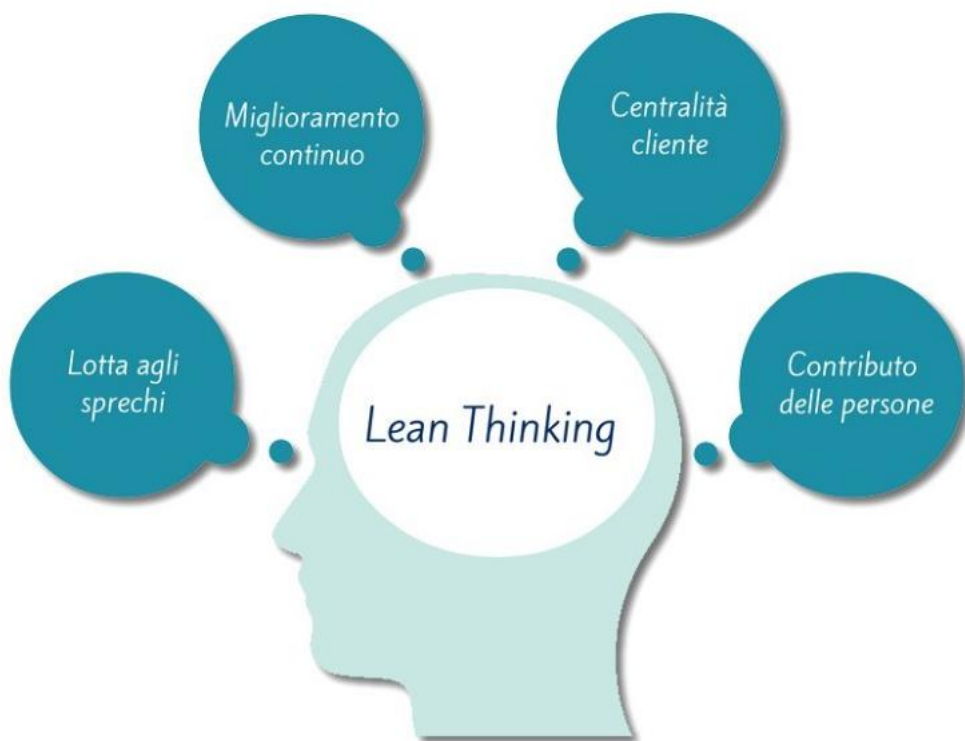 Miglioramento
continuo
Centralità
cliente
Lotta agli
sprechi
Contributo
delle persone
Lean Thinking